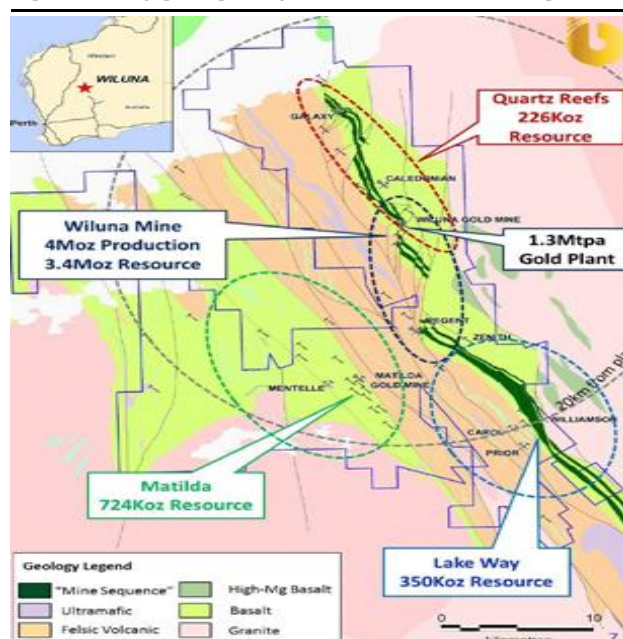 WILUNA
Perth
Quartz Reefs
226Koz
Resource
GALAXY
CALEDONIAN
WILUNA GOLD MINE
Wiluna Mine
4Moz Production
3.4Moz Resource
1.3Mtpa
Gold Plant
REGENT
ZENITH
MATILDA
GOLD MINE
MENTELLE
20km from pla
WILLIAMSON
CAROL
PRIOR
Matilda
724Koz Resource
Lake Way
350Koz Resource
Geology Legend
"Mine Sequence"
High-Mg Basalt
Ultramafic
Basalt
Felsic Volcanic
Granite
0
10
7